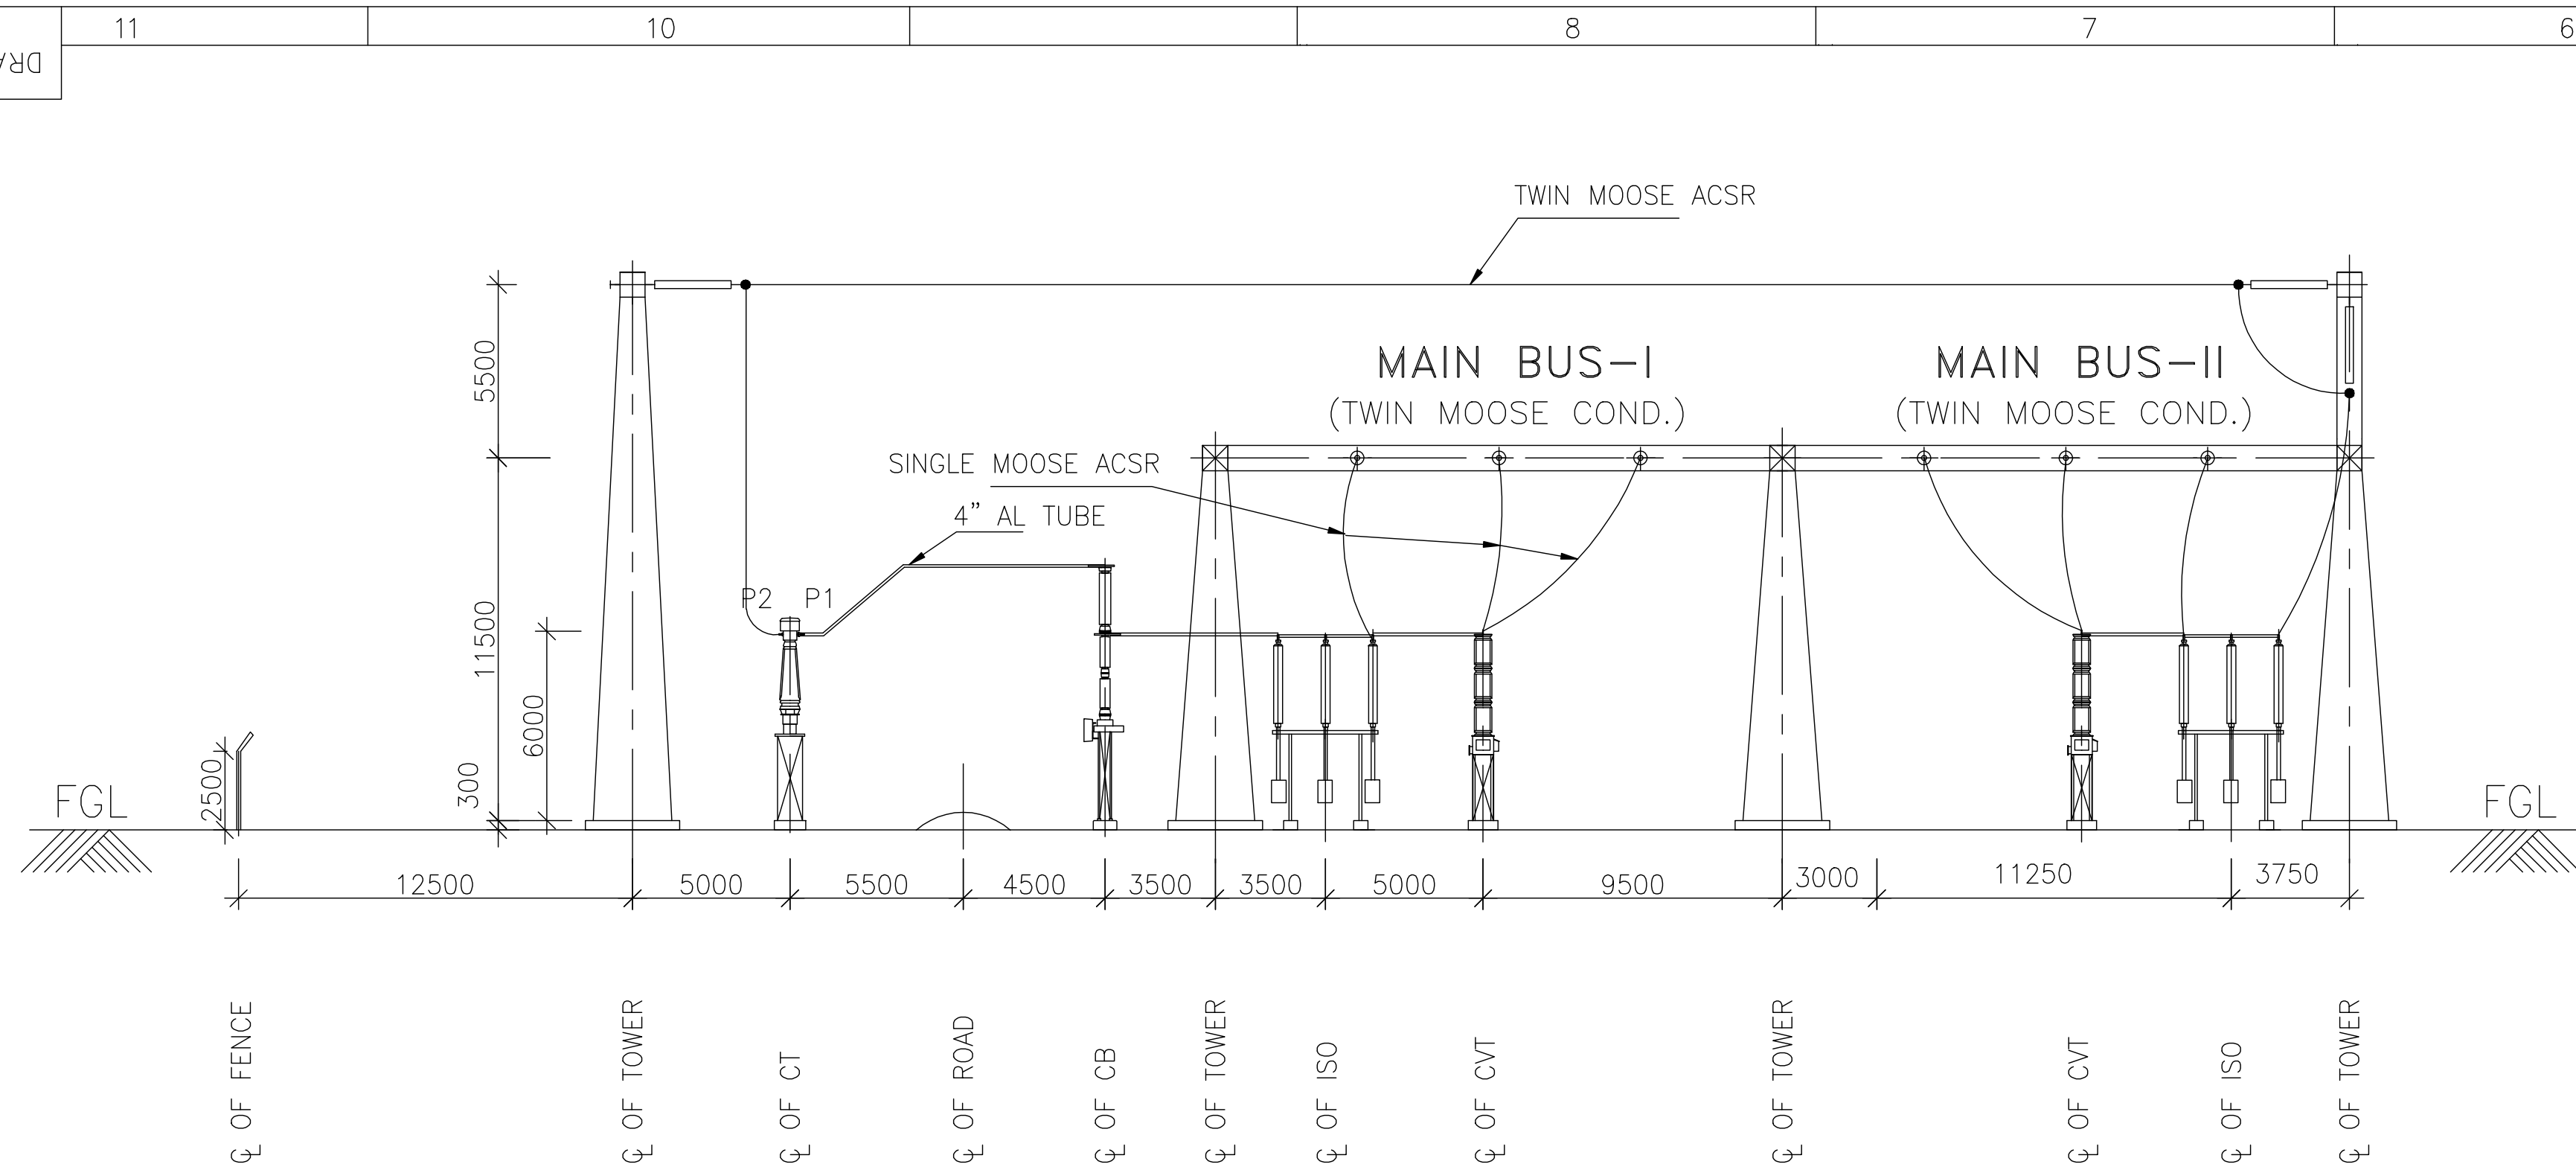 11 10 8 7 6
DRA
TWIN MOOSE ACSR
MAIN BUS-I
(TWIN MOOSE COND.)
MAIN BUS-II
(TWIN MOOSE COND.)
SINGLE MOOSE ACSR
4" AL TUBE
P2 P1
5500
11500
6000
300
2500
FGL
FGL
12500 5000 5500 4500 3500 3500 5000 9500 3000 11250 3750
℄ OF FENCE
℄ OF TOWER
℄ OF CT
℄ OF ROAD
℄ OF CB
℄ OF TOWER
℄ OF ISO
℄ OF CVT
℄ OF TOWER
℄ OF CVT
℄ OF ISO
℄ OF TOWER